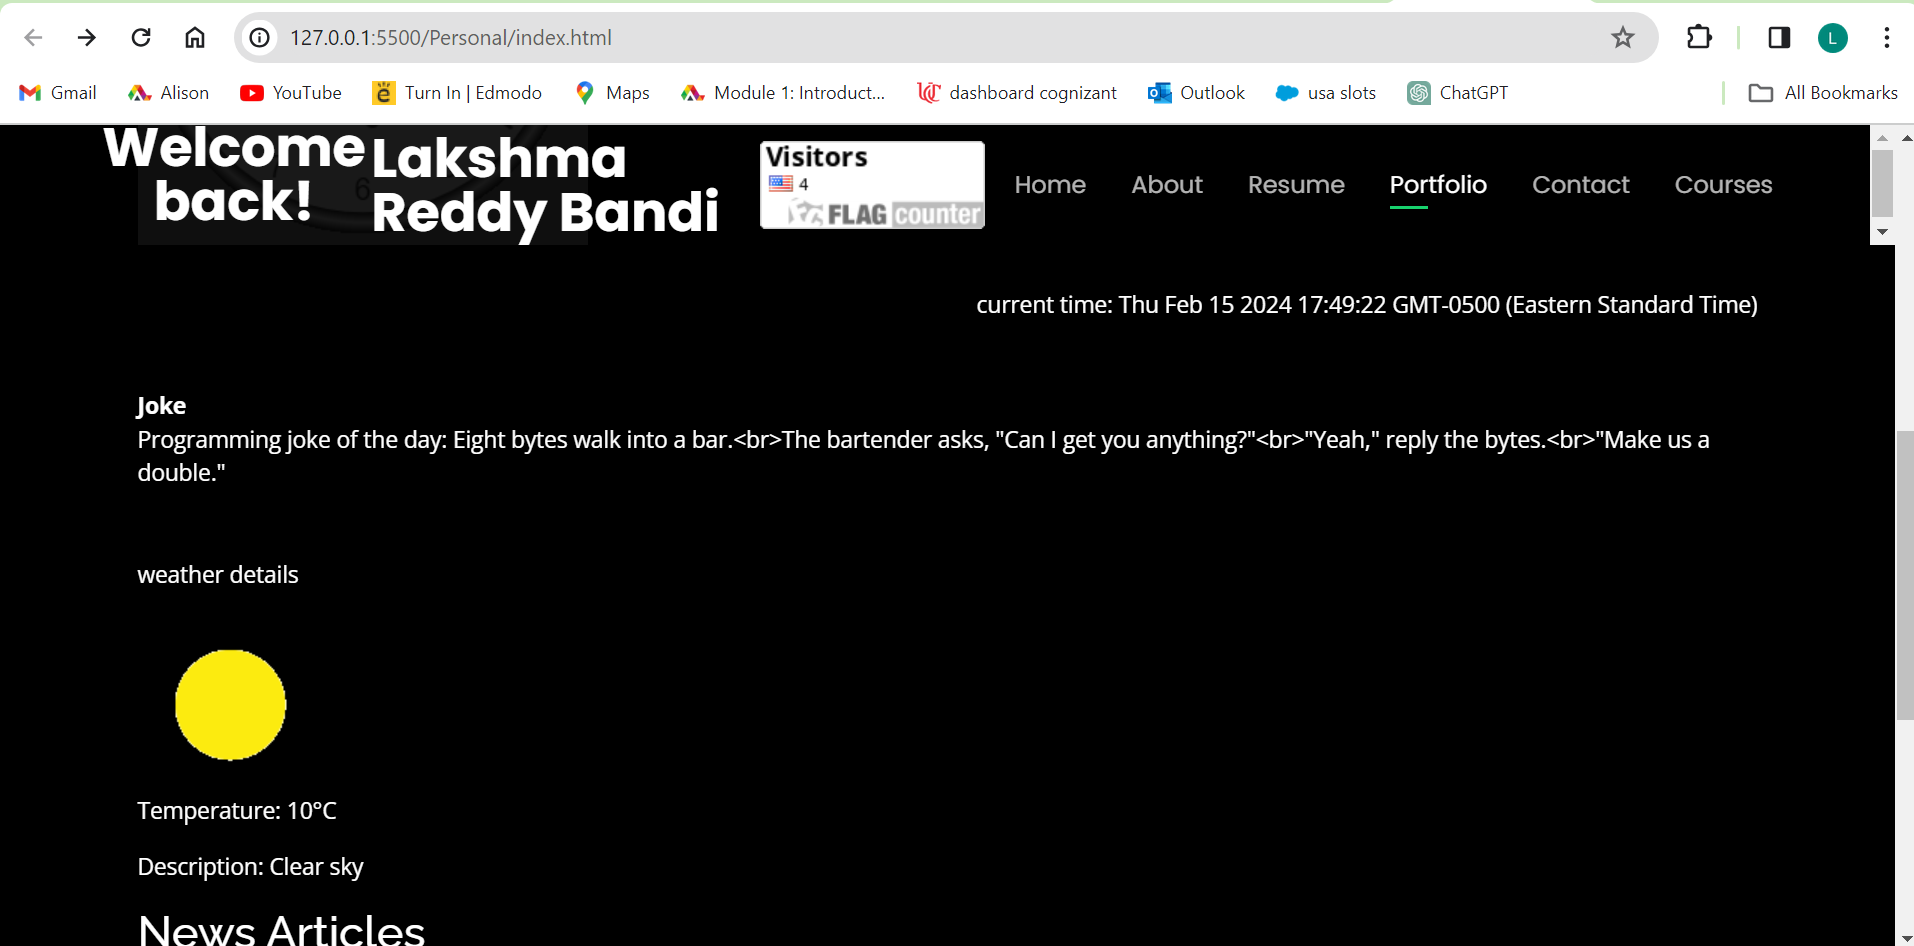 127.0.0.1:5500/Personal/index.html
L
Gmail
Alison
YouTube
Turn In | Edmodo
Maps
Module 1: Introduct...
dashboard cognizant
Outlook
usa slots
ChatGPT
All Bookmarks
Welcome
back!
6
Lakshma
Reddy Bandi
Visitors
4
FLAG counter
Home
About
Resume
Portfolio
Contact
Courses
current time: Thu Feb 15 2024 17:49:22 GMT-0500 (Eastern Standard Time)
Joke
Programming joke of the day: Eight bytes walk into a bar.<br>The bartender asks, "Can I get you anything?"<br>"Yeah," reply the bytes.<br>"Make us a
double."
weather details
Temperature: 10°C
Description: Clear sky
News Articles